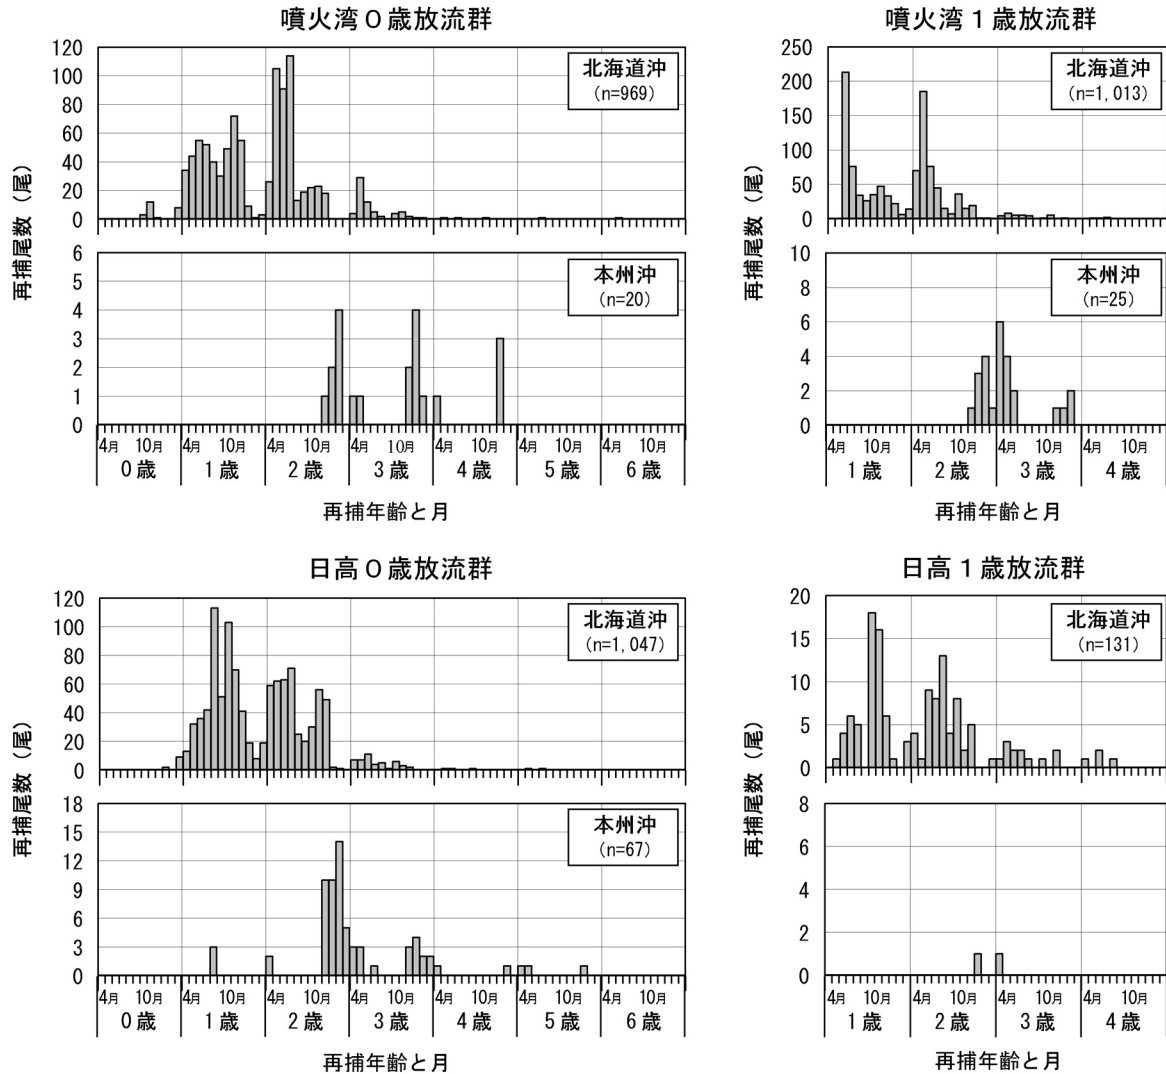 噴火湾０歳放流群
再捕尾数（尾）
120
100
80
60
40
20
0
北海道沖
（n=969）
6
5
4
3
2
1
0
本州沖
（n=20）
4月 10月 4月 10月 4月 10月 4月 10月 4月 10月 4月 10月 4月 10月
０歳 １歳 ２歳 ３歳 ４歳 ５歳 ６歳
再捕年齢と月
噴火湾１歳放流群
再捕尾数（尾）
250
200
150
100
50
0
北海道沖
（n=1,013）
10
8
6
4
2
0
本州沖
（n=25）
4月 10月 4月 10月 4月 10月 4月 10月
１歳 ２歳 ３歳 ４歳
再捕年齢と月
日高０歳放流群
再捕尾数（尾）
120
100
80
60
40
20
0
北海道沖
（n=1,047）
18
15
12
9
6
3
0
本州沖
（n=67）
4月 10月 4月 10月 4月 10月 4月 10月 4月 10月 4月 10月 4月 10月
０歳 １歳 ２歳 ３歳 ４歳 ５歳 ６歳
再捕年齢と月
日高１歳放流群
再捕尾数（尾）
20
15
10
5
0
北海道沖
（n=131）
8
6
4
2
0
4月 10月 4月 10月 4月 10月 4月 10月
１歳 ２歳 ３歳 ４歳
再捕年齢と月